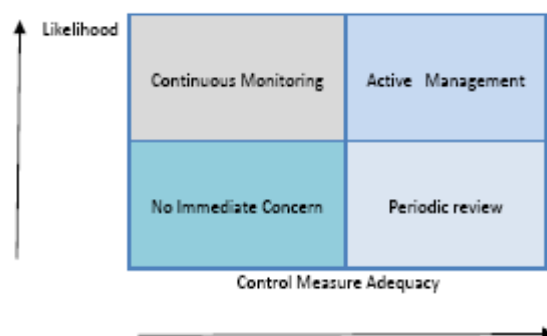 Likelihood
Continuous Monitoring
Active Management
No Immediate Concern
Periodic review
Control Measure Adequacy